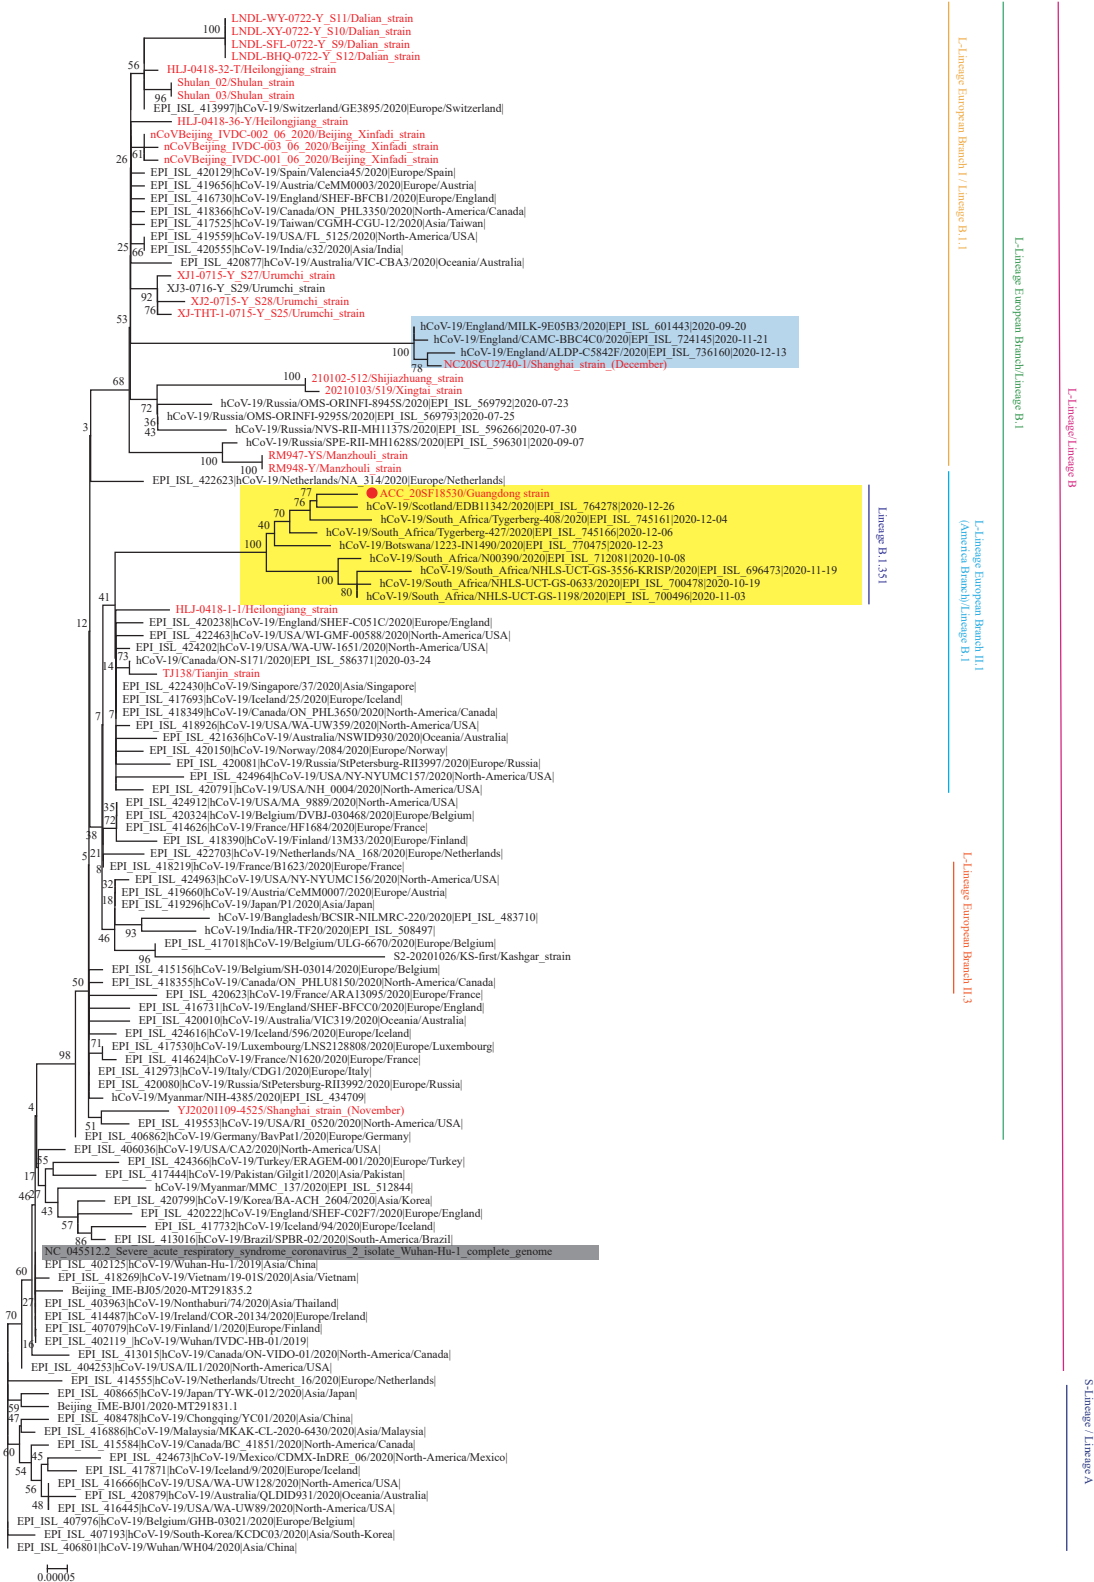 LNDL-WY-0722-Y_S11/Dalian_strain
LNDL-XY-0722-Y_S10/Dalian_strain
100
LNDL-SFL-0722-Y_S9/Dalian_strain
LNDL-BHQ-0722-Y_S12/Dalian_strain
56
HLJ-0418-32-T/Heilongjiang_strain
Shulan_02/Shulan_strain
96
Shulan_03/Shulan_strain
EPI_ISL_413997|hCoV-19/Switzerland/GE3895/2020|Europe/Switzerland|
HLJ-0418-36-Y/Heilongjiang_strain
nCoVBeijing_IVDC-002_06_2020/Beijing_Xinfadi_strain
nCoVBeijing_IVDC-003_06_2020/Beijing_Xinfadi_strain
26
61
nCoVBeijing_IVDC-001_06_2020/Beijing_Xinfadi_strain
EPI_ISL_420129|hCoV-19/Spain/Valencia45/2020|Europe/Spain|
EPI_ISL_419656|hCoV-19/Austria/CeMM0003/2020|Europe/Austria|
EPI_ISL_416730|hCoV-19/England/SHEF-BFCB1/2020|Europe/England|
EPI_ISL_418366|hCoV-19/Canada/ON_PHL3350/2020|North-America/Canada|
EPI_ISL_417525|hCoV-19/Taiwan/CGMH-CGU-12/2020|Asia/Taiwan|
EPI_ISL_419559|hCoV-19/USA/FL_5125/2020|North-America/USA|
25
66
EPI_ISL_420555|hCoV-19/India/c32/2020|Asia/India|
EPI_ISL_420877|hCoV-19/Australia/VIC-CBA3/2020|Oceania/Australia|
XJ1-0715-Y_S27/Urumchi_strain
XJ3-0716-Y_S29/Urumchi_strain
92
XJ2-0715-Y_S28/Urumchi_strain
76
XJ-THT-1-0715-Y_S25/Urumchi_strain
53
hCoV-19/England/MILK-9E05B3/2020|EPI_ISL_601443|2020-09-20
hCoV-19/England/CAMC-BBC4C0/2020|EPI_ISL_724145|2020-11-21
100
hCoV-19/England/ALDP-C5842F/2020|EPI_ISL_736160|2020-12-13
78
NC20SCU2740-1/Shanghai_strain_(December)
68
100
210102-512/Shijiazhuang_strain
20210103/519/Xingtai_strain
72
hCoV-19/Russia/OMS-ORINFI-8945S/2020|EPI_ISL_569792|2020-07-23
36
hCoV-19/Russia/OMS-ORINFI-9295S/2020|EPI_ISL_569793|2020-07-25
43
hCoV-19/Russia/NVS-RII-MH1137S/2020|EPI_ISL_596266|2020-07-30
3
hCoV-19/Russia/SPE-RII-MH1628S/2020|EPI_ISL_596301|2020-09-07
100
RM947-YS/Manzhouli_strain
100
RM948-Y/Manzhouli_strain
EPI_ISL_422623|hCoV-19/Netherlands/NA_314/2020|Europe/Netherlands|
77
ACC_20SF18530/Guangdong strain
76
hCoV-19/Scotland/EDB11342/2020|EPI_ISL_764278|2020-12-26
70
hCoV-19/South_Africa/Tygerberg-408/2020|EPI_ISL_745161|2020-12-04
40
hCoV-19/South_Africa/Tygerberg-427/2020|EPI_ISL_745166|2020-12-06
100
hCoV-19/Botswana/1223-IN1490/2020|EPI_ISL_770475|2020-12-23
hCoV-19/South_Africa/N00390/2020|EPI_ISL_712081|2020-10-08
100
hCoV-19/South_Africa/NHLS-UCT-GS-3556-KRISP/2020|EPI_ISL_696473|2020-11-19
80
hCoV-19/South_Africa/NHLS-UCT-GS-0633/2020|EPI_ISL_700478|2020-10-19
hCoV-19/South_Africa/NHLS-UCT-GS-1198/2020|EPI_ISL_700496|2020-11-03
41
HLJ-0418-1-1/Heilongjiang_strain
12
EPI_ISL_420238|hCoV-19/England/SHEF-C051C/2020|Europe/England|
EPI_ISL_422463|hCoV-19/USA/WI-GMF-00588/2020|North-America/USA|
EPI_ISL_424202|hCoV-19/USA/WA-UW-1651/2020|North-America/USA|
73
14
hCoV-19/Canada/ON-S171/2020|EPI_ISL_586371|2020-03-24
TJ138/Tianjin_strain
EPI_ISL_422430|hCoV-19/Singapore/37/2020|Asia/Singapore|
EPI_ISL_417693|hCoV-19/Iceland/25/2020|Europe/Iceland|
7
7
EPI_ISL_418349|hCoV-19/Canada/ON_PHL3650/2020|North-America/Canada|
EPI_ISL_418926|hCoV-19/USA/WA-UW359/2020|North-America/USA|
EPI_ISL_421636|hCoV-19/Australia/NSWID930/2020|Oceania/Australia|
EPI_ISL_420150|hCoV-19/Norway/2084/2020|Europe/Norway|
EPI_ISL_420081|hCoV-19/Russia/StPetersburg-RII3997/2020|Europe/Russia|
EPI_ISL_424964|hCoV-19/USA/NY-NYUMC157/2020|North-America/USA|
EPI_ISL_420791|hCoV-19/USA/NH_0004/2020|North-America/USA|
35
EPI_ISL_424912|hCoV-19/USA/MA_9889/2020|North-America/USA|
72
EPI_ISL_420324|hCoV-19/Belgium/DVBJ-030468/2020|Europe/Belgium|
38
EPI_ISL_414626|hCoV-19/France/HF1684/2020|Europe/France|
EPI_ISL_418390|hCoV-19/Finland/13M33/2020|Europe/Finland|
5
21
EPI_ISL_422703|hCoV-19/Netherlands/NA_168/2020|Europe/Netherlands|
8
EPI_ISL_418219|hCoV-19/France/B1623/2020|Europe/France|
32
EPI_ISL_424963|hCoV-19/USA/NY-NYUMC156/2020|North-America/USA|
18
EPI_ISL_419660|hCoV-19/Austria/CeMM0007/2020|Europe/Austria|
EPI_ISL_419296|hCoV-19/Japan/P1/2020|Asia/Japan|
hCoV-19/Bangladesh/BCSIR-NILMRC-220/2020|EPI_ISL_483710|
46
93
hCoV-19/India/HR-TF20/2020|EPI_ISL_508497|
EPI_ISL_417018|hCoV-19/Belgium/ULG-6670/2020|Europe/Belgium|
96
S2-20201026/KS-first/Kashgar_strain
EPI_ISL_415156|hCoV-19/Belgium/SH-03014/2020|Europe/Belgium|
50
EPI_ISL_418355|hCoV-19/Canada/ON_PHLU8150/2020|North-America/Canada|
EPI_ISL_420623|hCoV-19/France/ARA13095/2020|Europe/France|
EPI_ISL_416731|hCoV-19/England/SHEF-BFCC0/2020|Europe/England|
EPI_ISL_420010|hCoV-19/Australia/VIC319/2020|Oceania/Australia|
EPI_ISL_424616|hCoV-19/Iceland/596/2020|Europe/Iceland|
71
EPI_ISL_417530|hCoV-19/Luxembourg/LNS2128808/2020|Europe/Luxembourg|
98
EPI_ISL_414624|hCoV-19/France/N1620/2020|Europe/France|
EPI_ISL_412973|hCoV-19/Italy/CDG1/2020|Europe/Italy|
EPI_ISL_420080|hCoV-19/Russia/StPetersburg-RII3992/2020|Europe/Russia|
hCoV-19/Myanmar/NIH-4385/2020|EPI_ISL_434709|
4
YJ20201109-4525/Shanghai_strain_(November)
51
EPI_ISL_419553|hCoV-19/USA/RI_0520/2020|North-America/USA|
EPI_ISL_406862|hCoV-19/Germany/BavPat1/2020|Europe/Germany|
EPI_ISL_406036|hCoV-19/USA/CA2/2020|North-America/USA|
55
EPI_ISL_424366|hCoV-19/Turkey/ERAGEM-001/2020|Europe/Turkey|
17
EPI_ISL_417444|hCoV-19/Pakistan/Gilgit1/2020|Asia/Pakistan|
46
27
hCoV-19/Myanmar/MMC_137/2020|EPI_ISL_512844|
EPI_ISL_420799|hCoV-19/Korea/BA-ACH_2604/2020|Asia/Korea|
43
EPI_ISL_420222|hCoV-19/England/SHEF-C02F7/2020|Europe/England|
57
EPI_ISL_417732|hCoV-19/Iceland/94/2020|Europe/Iceland|
86
EPI_ISL_413016|hCoV-19/Brazil/SPBR-02/2020|South-America/Brazil|
NC_045512.2_Severe_acute_respiratory_syndrome_coronavirus_2_isolate_Wuhan-Hu-1_complete_genome
EPI_ISL_402125|hCoV-19/Wuhan-Hu-1/2019|Asia/China|
60
EPI_ISL_418269|hCoV-19/Vietnam/19-01S/2020|Asia/Vietnam|
Beijing_IME-BJ05/2020-MT291835.2
27
EPI_ISL_403963|hCoV-19/Nonthaburi/74/2020|Asia/Thailand|
70
EPI_ISL_414487|hCoV-19/Ireland/COR-20134/2020|Europe/Ireland|
EPI_ISL_407079|hCoV-19/Finland/1/2020|Europe/Finland|
16
EPI_ISL_402119_|hCoV-19/Wuhan/IVDC-HB-01/2019|
EPI_ISL_413015|hCoV-19/Canada/ON-VIDO-01/2020|North-America/Canada|
EPI_ISL_404253|hCoV-19/USA/IL1/2020|North-America/USA|
EPI_ISL_414555|hCoV-19/Netherlands/Utrecht_16/2020|Europe/Netherlands|
EPI_ISL_408665|hCoV-19/Japan/TY-WK-012/2020|Asia/Japan|
59
Beijing_IME-BJ01/2020-MT291831.1
47
EPI_ISL_408478|hCoV-19/Chongqing/YC01/2020|Asia/China|
EPI_ISL_416886|hCoV-19/Malaysia/MKAK-CL-2020-6430/2020|Asia/Malaysia|
60
EPI_ISL_415584|hCoV-19/Canada/BC_41851/2020|North-America/Canada|
45
EPI_ISL_424673|hCoV-19/Mexico/CDMX-InDRE_06/2020|North-America/Mexico|
54
EPI_ISL_417871|hCoV-19/Iceland/9/2020|Europe/Iceland|
56
EPI_ISL_416666|hCoV-19/USA/WA-UW128/2020|North-America/USA|
EPI_ISL_420879|hCoV-19/Australia/QLDID931/2020|Oceania/Australia|
48
EPI_ISL_416445|hCoV-19/USA/WA-UW89/2020|North-America/USA|
EPI_ISL_407976|hCoV-19/Belgium/GHB-03021/2020|Europe/Belgium|
EPI_ISL_407193|hCoV-19/South-Korea/KCDC03/2020|Asia/South-Korea|
EPI_ISL_406801|hCoV-19/Wuhan/WH04/2020|Asia/China|
0.00005
L-Lineage European Branch I / Lineage B.1.1
Lineage B.1.351
L-Lineage European Branch II.1
(America Branch)/Lineage B.1
L-Lineage European Branch II.3
L-Lineage European Branch/Lineage B.1
L-Lineage/Lineage B
S-Lineage / Lineage A